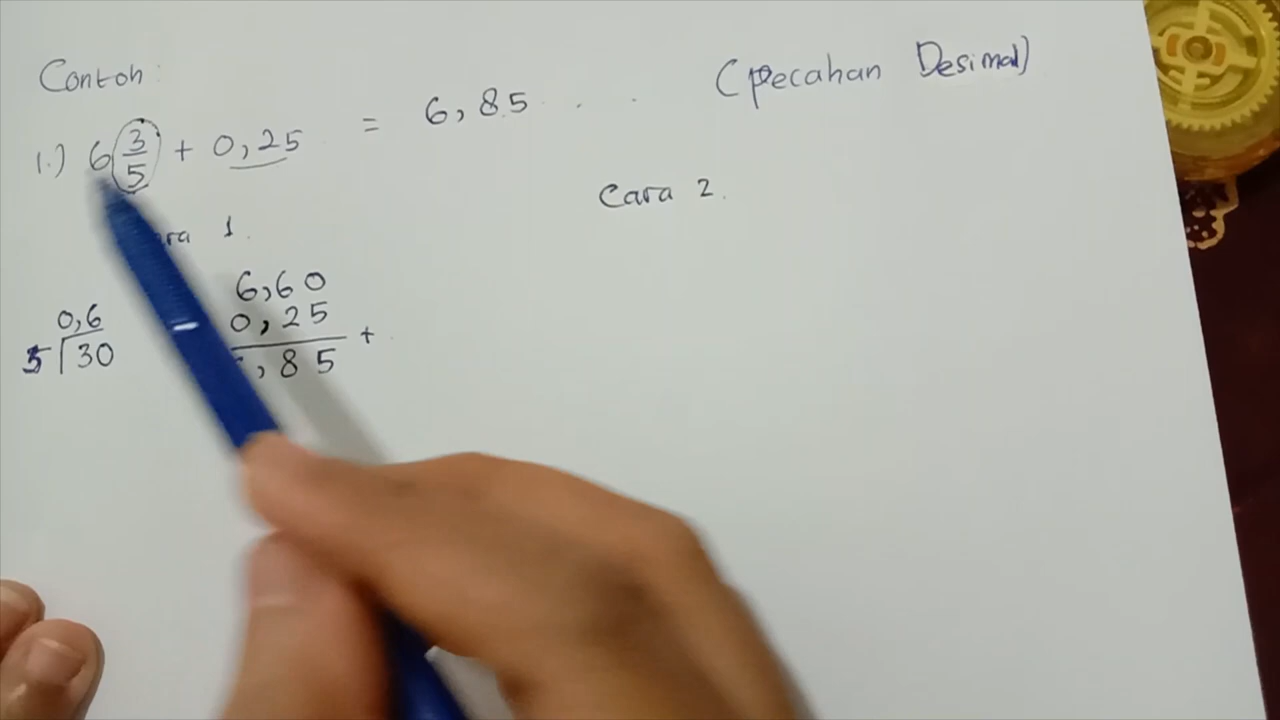 Contoh:
1.) 6 3/5 + 0,25 = 6,85 . . (pecahan Desimal)
1.
Cara 2.
6,60
0,25
+
,85
0,6
5 30